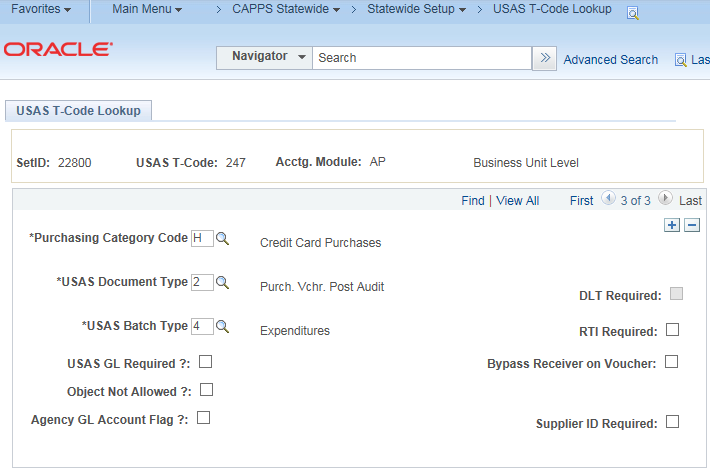 Favorites Main Menu > CAPPS Statewide > Statewide Setup > USAS T-Code Lookup
ORACLE®
Navigator Search » Advanced Search Las
USAS T-Code Lookup
SetID: 22800 USAS T-Code: 247 Acctg. Module: AP Business Unit Level
Find | View All First 3 of 3 Last
+ −
*Purchasing Category Code H Credit Card Purchases
*USAS Document Type 2 Purch. Vchr. Post Audit
DLT Required:
*USAS Batch Type 4 Expenditures RTI Required:
USAS GL Required ?: Bypass Receiver on Voucher:
Object Not Allowed ?:
Agency GL Account Flag ?: Supplier ID Required: